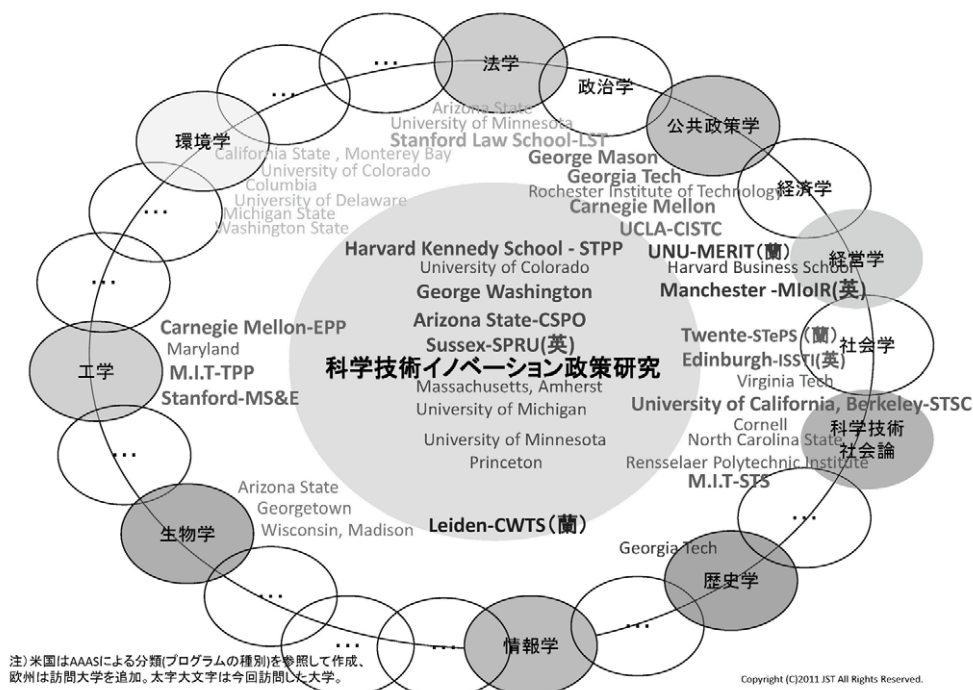 法学
政治学
公共政策学
経済学
経営学
社会学
科学技術
社会論
...
歴史学
...
情報学
...
...
...
生物学
...
工学
...
...
環境学
...
...
Arizona State
University of Minnesota
Stanford Law School-LST
California State , Monterey Bay
University of Colorado
Columbia
University of Delaware
Michigan State
Washington State
George Mason
Georgia Tech
Rochester Institute of Technology
Carnegie Mellon
UCLA-CISTC
UNU-MERIT(蘭)
Harvard Business School
Manchester -MIoIR(英)
Harvard Kennedy School - STPP
University of Colorado
George Washington
Arizona State-CSPO
Sussex-SPRU(英)
科学技術イノベーション政策研究
Massachusetts, Amherst
University of Michigan
University of Minnesota
Princeton
Leiden-CWTS(蘭)
Carnegie Mellon-EPP
Maryland
M.I.T-TPP
Stanford-MS&E
Twente-STePS(蘭)
Edinburgh-ISSTI(英)
Virginia Tech
University of California, Berkeley-STSC
Cornell
North Carolina State
Rensselaer Polytechnic Institute
M.I.T-STS
Arizona State
Georgetown
Wisconsin, Madison
Georgia Tech
注)米国はAAASによる分類(プログラムの種別)を参照して作成、
欧州は訪問大学を追加。太字大文字は今回訪問した大学。
Copyright (C)2011 JST All Rights Reserved.